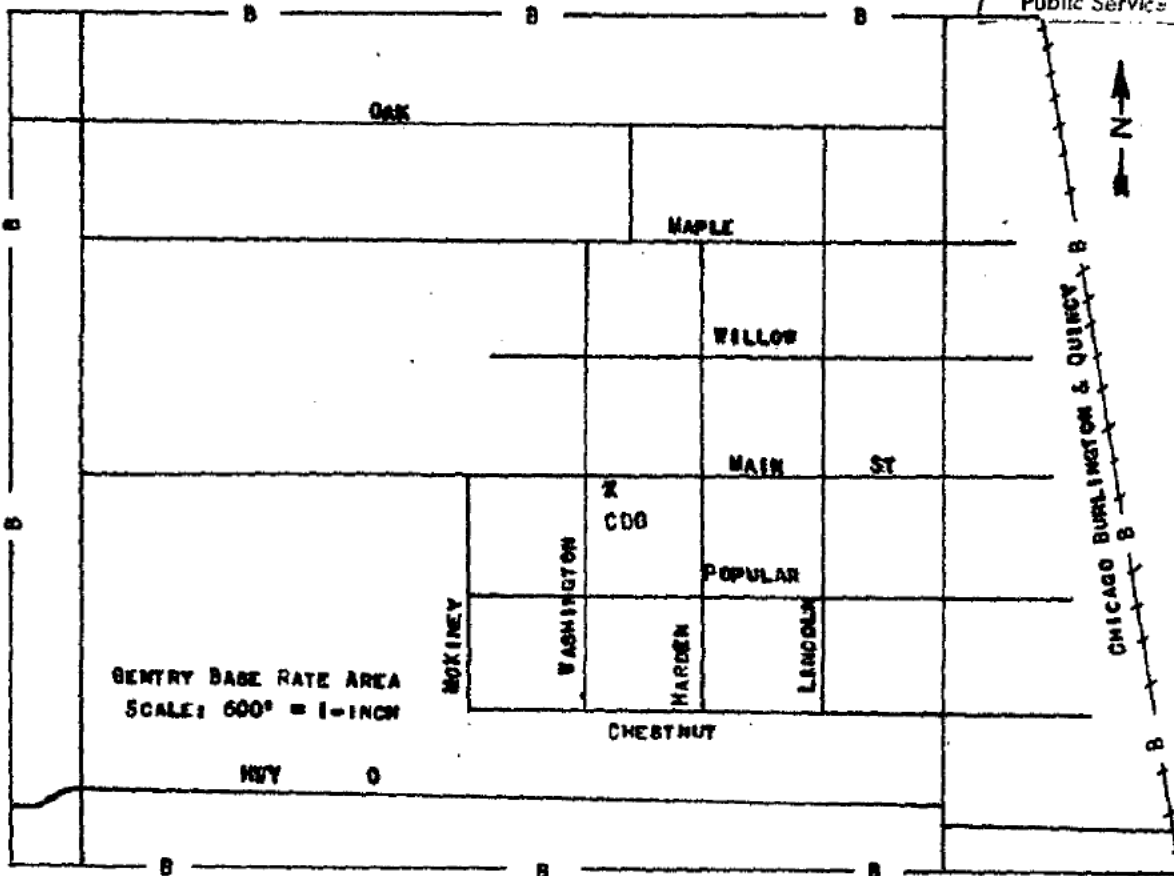 Public Service
B B B
OAK
N
MAPLE
B
B
WILLOW
CHICAGO BURLINGTON & QUINCY
MAIN ST
CDO
B
B
POPULAR
MCKINEY
WASHINGTON
HARDEN
LINCOLN
GENTRY BASE RATE AREA
SCALE: 600' = 1-INCH
CHESTNUT
B
HWY O
B B B